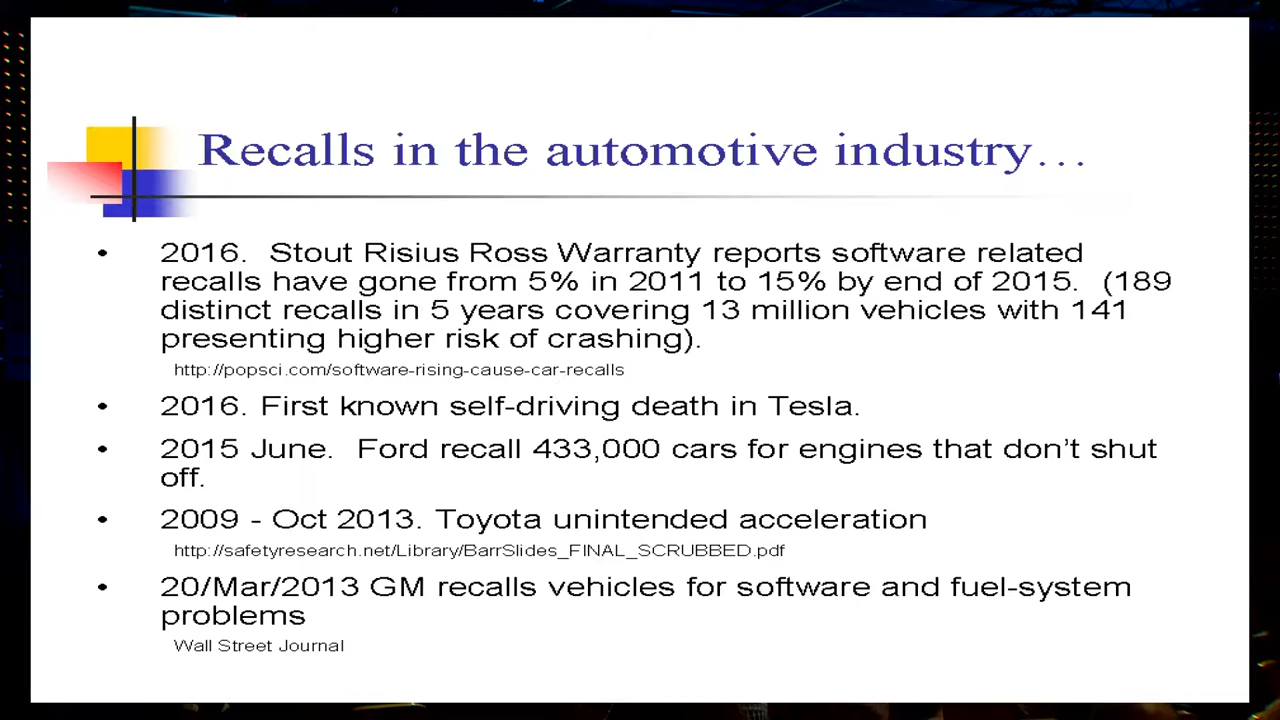 Recalls in the automotive industry…
• 2016. Stout Risius Ross Warranty reports software related
recalls have gone from 5% in 2011 to 15% by end of 2015. (189
distinct recalls in 5 years covering 13 million vehicles with 141
presenting higher risk of crashing).
http://popsci.com/software-rising-cause-car-recalls
• 2016. First known self-driving death in Tesla.
• 2015 June. Ford recall 433,000 cars for engines that don’t shut
off.
• 2009 - Oct 2013. Toyota unintended acceleration
http://safetyresearch.net/Library/BarrSlides_FINAL_SCRUBBED.pdf
• 20/Mar/2013 GM recalls vehicles for software and fuel-system
problems
Wall Street Journal